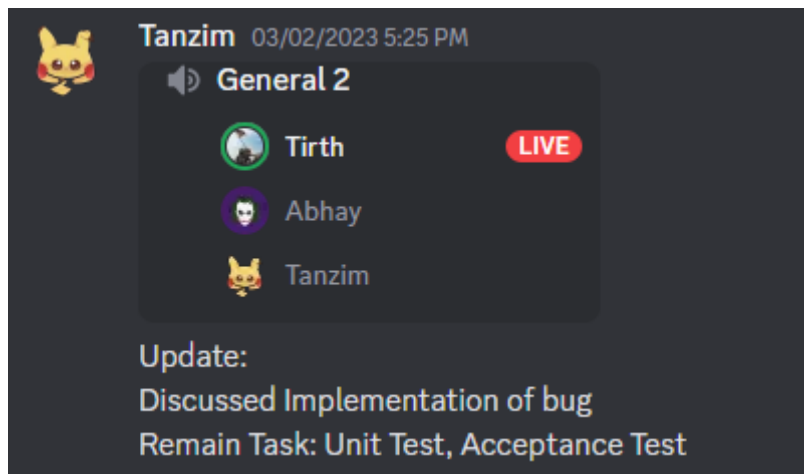 Tanzim 03/02/2023 5:25 PM
General 2
Tirth LIVE
Abhay
Tanzim
Update:
Discussed Implementation of bug
Remain Task: Unit Test, Acceptance Test